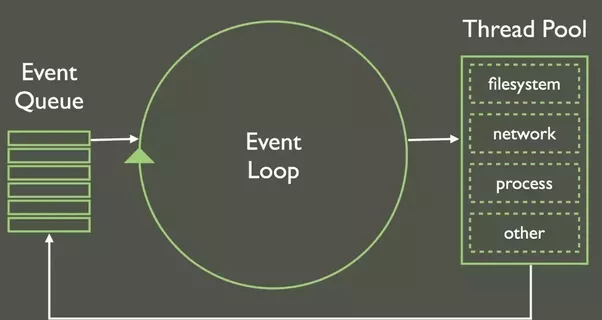 Thread Pool
Event
Queue
Event
Loop
filesystem
network
process
other